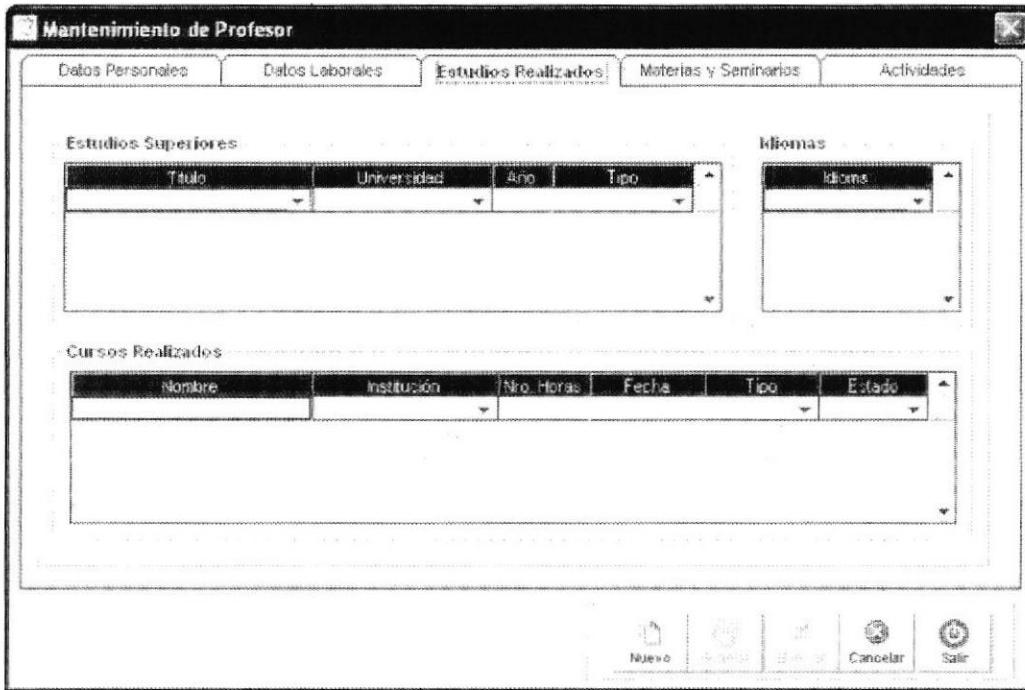 Mantenimiento de Profesor
Datos Personales Datos Laborales Estudios Realizados Materias y Seminarios Actividades
Estudios Superiores Idiomas
Título Universidad Año Tipo Idioma
Cursos Realizados
Nombre Institución Nro. Horas Fecha Tipo Estado
Nuevo Cancelar Salir